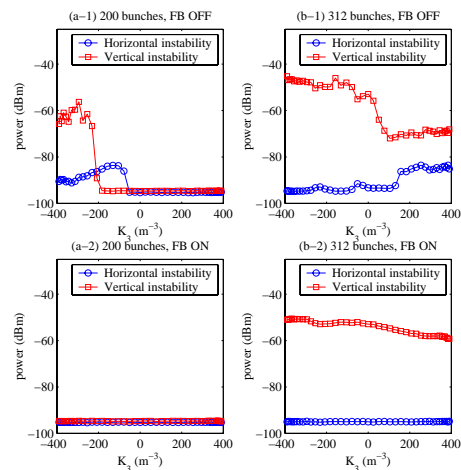 (a-1) 200 bunches, FB OFF
Horizontal instability
Vertical instability
power (dBm)
-40
-60
-80
-100
-400
-200
0
200
400
K3 (m⁻³)
(b-1) 312 bunches, FB OFF
Horizontal instability
Vertical instability
power (dBm)
-40
-60
-80
-100
-400
-200
0
200
400
K3 (m⁻³)
(a-2) 200 bunches, FB ON
Horizontal instability
Vertical instability
power (dBm)
-40
-60
-80
-100
-400
-200
0
200
400
K3 (m⁻³)
(b-2) 312 bunches, FB ON
Horizontal instability
Vertical instability
power (dBm)
-40
-60
-80
-100
-400
-200
0
200
400
K3 (m⁻³)